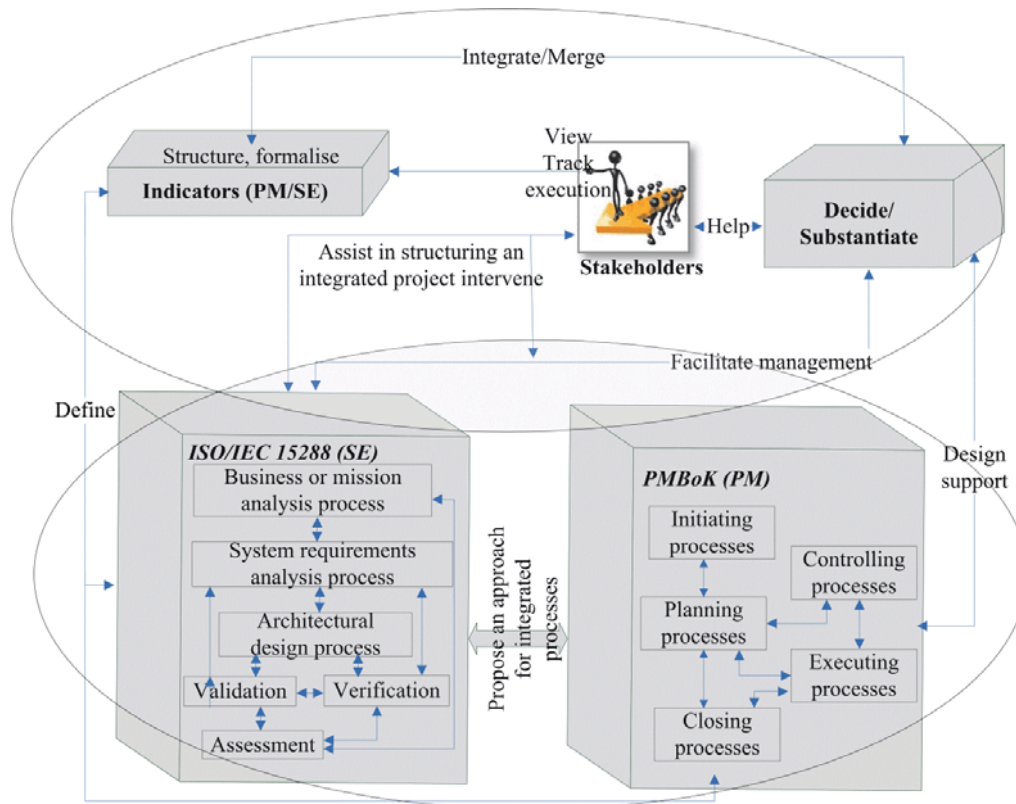 Integrate/Merge
Structure, formalise
Indicators (PM/SE)
View
Track
execution
Stakeholders
Help
Decide/
Substantiate
Assist in structuring an
integrated project intervene
Facilitate management
Define
Design
support
ISO/IEC 15288 (SE)
Business or mission
analysis process
System requirements
analysis process
Architectural
design process
Validation
Verification
Assessment
Propose an approach
for integrated
processes
PMBoK (PM)
Initiating
processes
Controlling
processes
Planning
processes
Executing
processes
Closing
processes